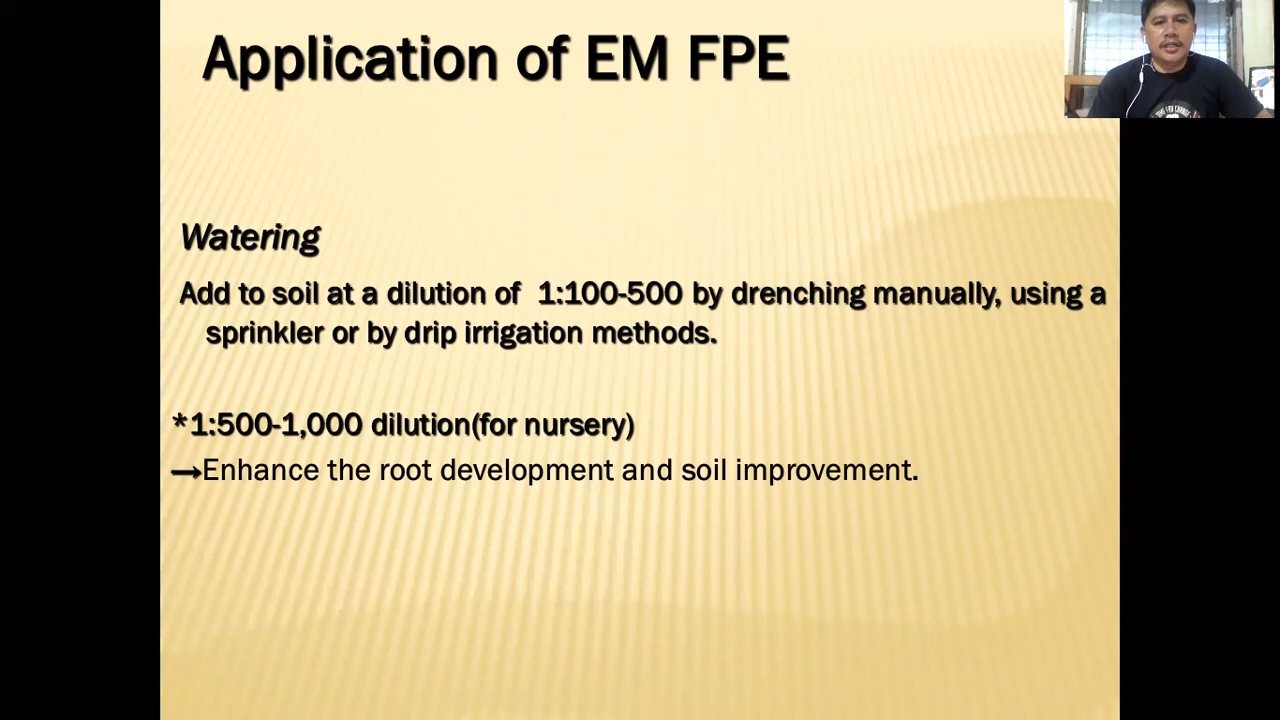 Application of EM FPE
Watering
Add to soil at a dilution of 1:100-500 by drenching manually, using a
sprinkler or by drip irrigation methods.
*1:500-1,000 dilution(for nursery)
→Enhance the root development and soil improvement.